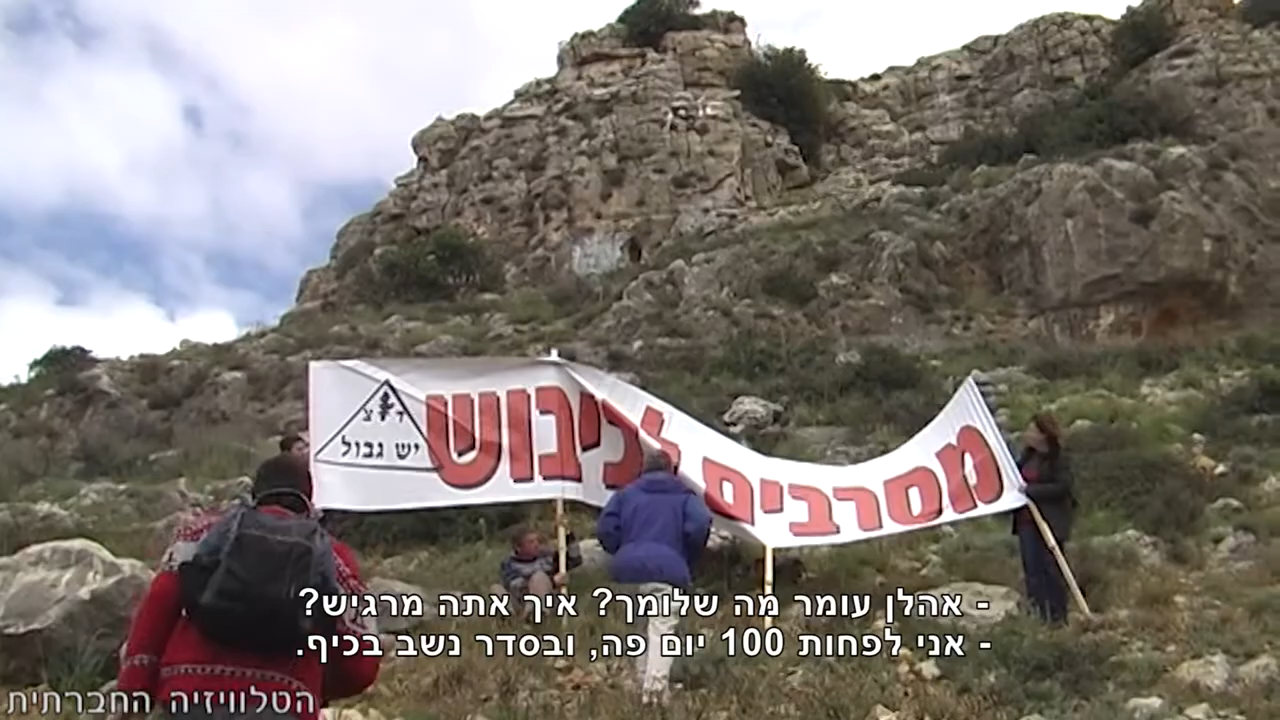 מסרבים לכיבוש
ד צ
יש גבול
- אהלן עומר מה שלומך? איך אתה מרגיש?
- אני לפחות 100 יום פה, ובסדר נשב בכיף.
הטלוויזיה החברתית